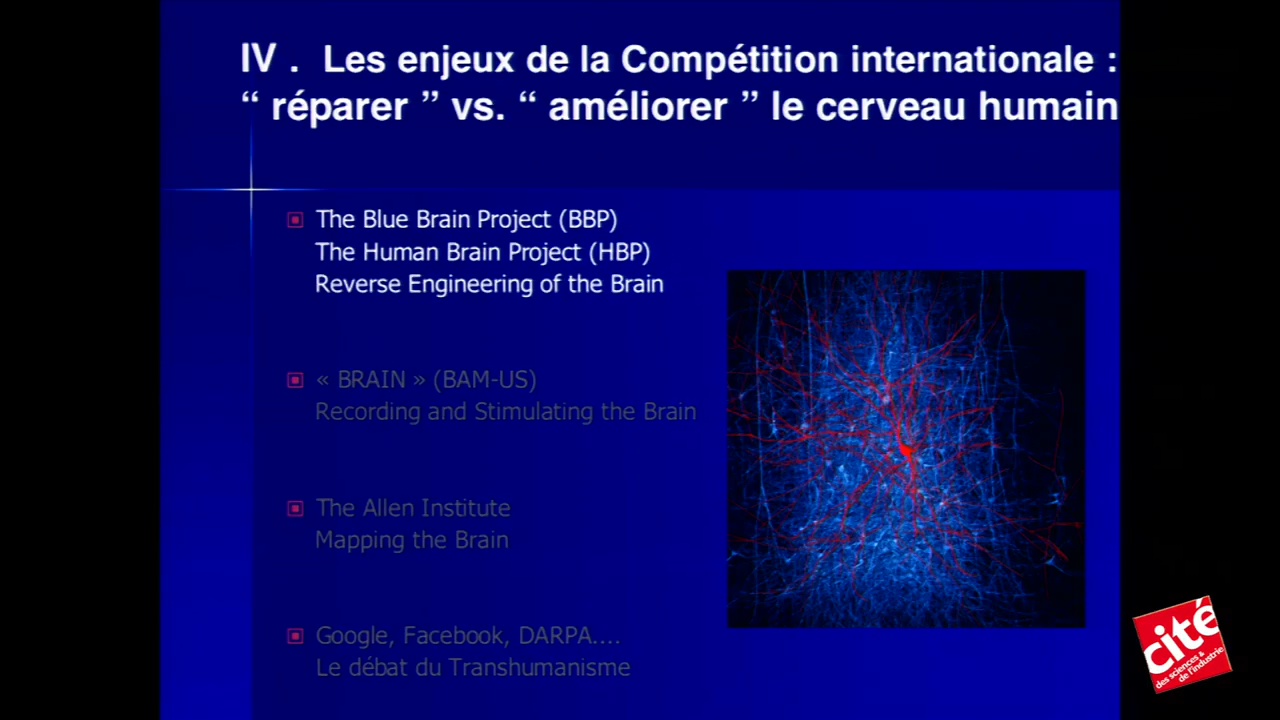 IV . Les enjeux de la Compétition internationale :
“ réparer ” vs. “ améliorer ” le cerveau humain
The Blue Brain Project (BBP)
The Human Brain Project (HBP)
Reverse Engineering of the Brain
« BRAIN » (BAM-US)
Recording and Stimulating the Brain
The Allen Institute
Mapping the Brain
Google, Facebook, DARPA....
Le débat du Transhumanisme
cité
des sciences &
de l'industrie